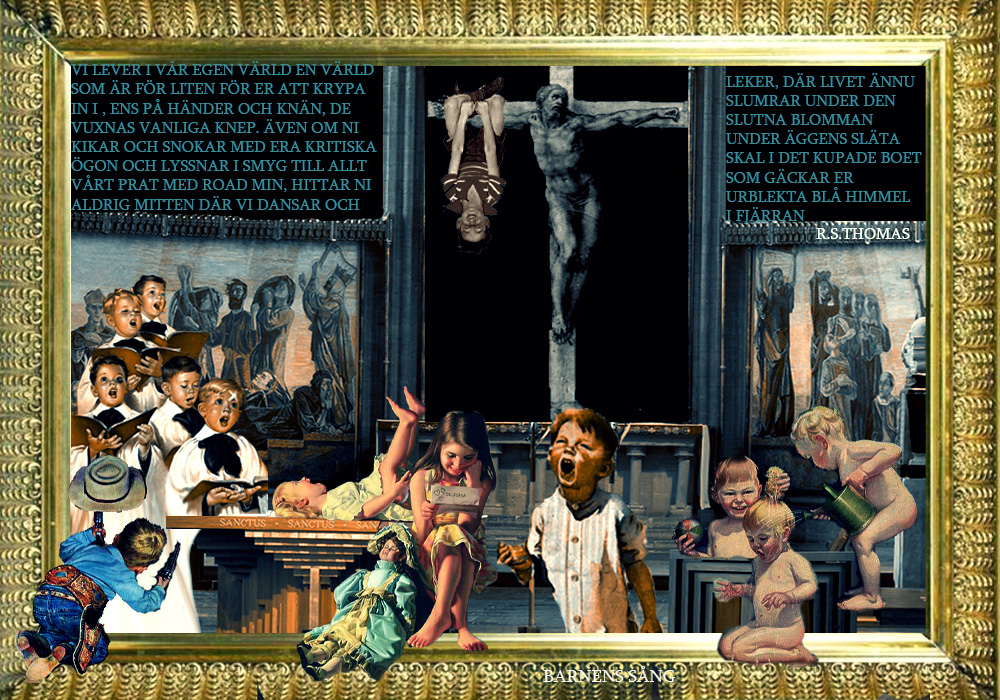 VI LEVER I VÅR EGEN VÄRLD EN VÄRLD
SOM ÄR FÖR LITEN FÖR ER ATT KRYPA
IN I , ENS PÅ HÄNDER OCH KNÄN, DE
VUXNAS VANLIGA KNEP. ÄVEN OM NI
KIKAR OCH SNOKAR MED ERA KRITISKA
ÖGON OCH LYSSNAR I SMYG TILL ALLT
VÅRT PRAT MED ROAD MIN, HITTAR NI
ALDRIG MITTEN DÄR VI DANSAR OCH
LEKER, DÄR LIVET ÄNNU
SLUMRAR UNDER DEN
SLUTNA BLOMMAN
UNDER ÄGGENS SLÄTA
SKAL I DET KUPADE BOET
SOM GÄCKAR ER
URBLEKTA BLÅ HIMMEL
I FJÄRRAN
R.S.THOMAS
SANCTUS - SANCTUS - SAN
BARNENS SÅNG